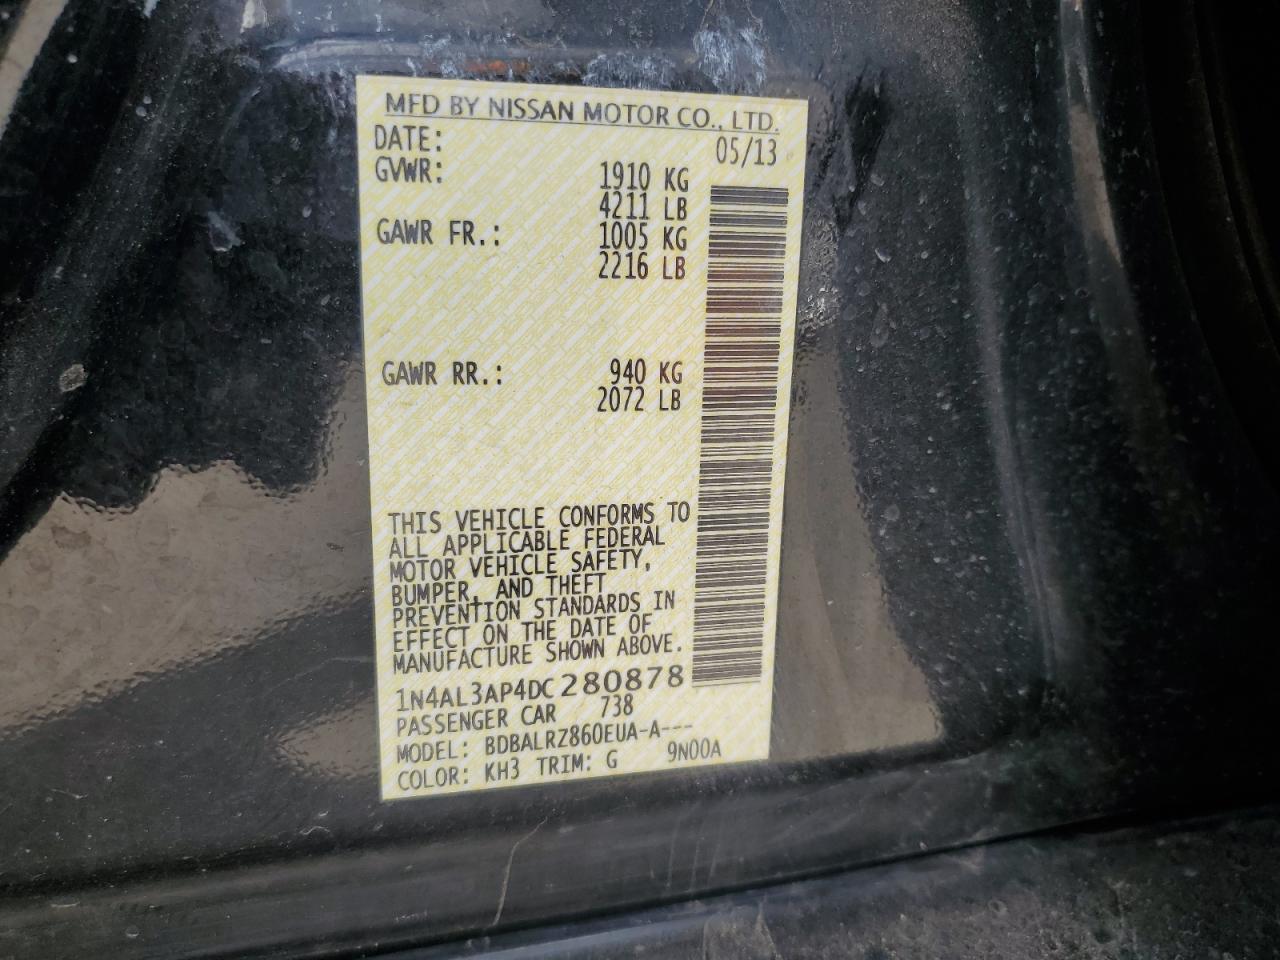 MFD BY NISSAN MOTOR CO., LTD.
DATE: 05/13
GVWR: 1910 KG
4211 LB
GAWR FR.: 1005 KG
2216 LB
GAWR RR.: 940 KG
2072 LB
THIS VEHICLE CONFORMS TO
ALL APPLICABLE FEDERAL
MOTOR VEHICLE SAFETY,
BUMPER, AND THEFT
PREVENTION STANDARDS IN
EFFECT ON THE DATE OF
MANUFACTURE SHOWN ABOVE.
1N4AL3AP4DC280878
PASSENGER CAR 738
MODEL: BDBALRZ860EUA-A---
COLOR: KH3 TRIM: G 9N00A